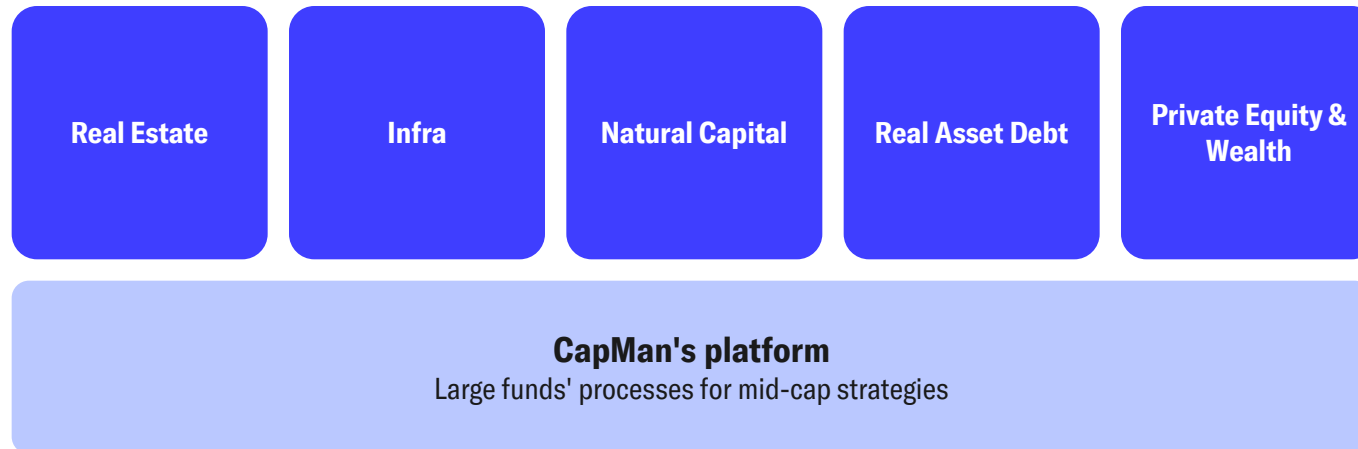 Real Estate
Infra
Natural Capital
Real Asset Debt
Private Equity &
Wealth
CapMan's platform
Large funds' processes for mid-cap strategies